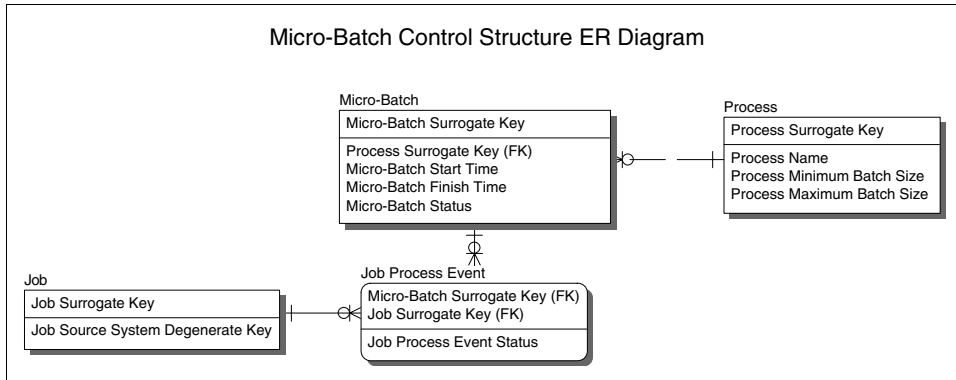 Micro-Batch Control Structure ER Diagram
Micro-Batch
Micro-Batch Surrogate Key
Process Surrogate Key (FK)
Micro-Batch Start Time
Micro-Batch Finish Time
Micro-Batch Status
Process
Process Surrogate Key
Process Name
Process Minimum Batch Size
Process Maximum Batch Size
Job
Job Surrogate Key
Job Source System Degenerate Key
Job Process Event
Micro-Batch Surrogate Key (FK)
Job Surrogate Key (FK)
Job Process Event Status